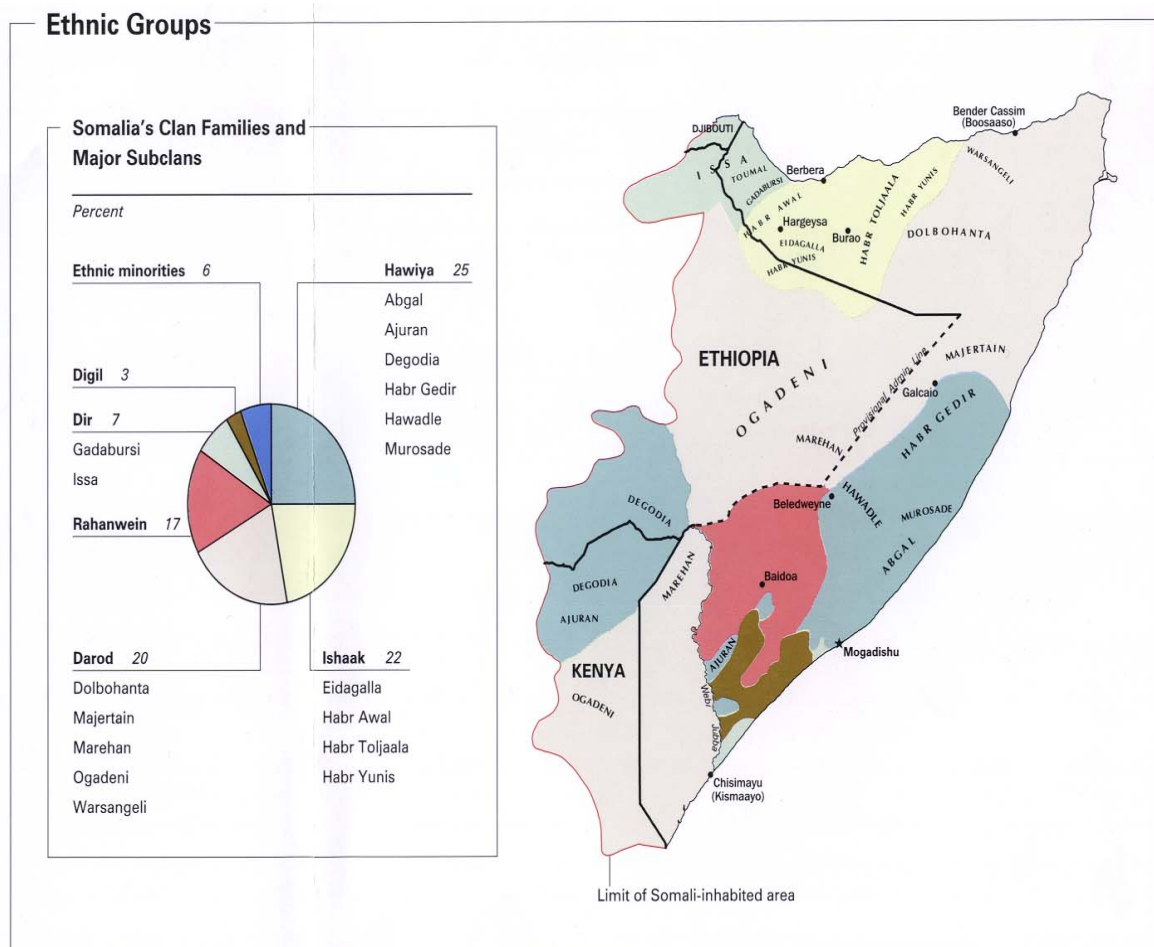 Ethnic Groups
Somalia's Clan Families and
Major Subclans
Percent
Ethnic minorities 6
Digil 3
Dir 7
Gadabursi
Issa
Rahanwein 17
Darod 20
Dolbohanta
Majertain
Marehan
Ogadeni
Warsangeli
Hawiya 25
Abgal
Ajuran
Degodia
Habr Gedir
Hawadle
Murosade
Ishaak 22
Eidagalla
Habr Awal
Habr Toljaala
Habr Yunis
Bender Cassim
(Boosaaso)
DJIBOUTI
ISSA
TOUMAL
GADABURSI
Berbera
WARSANGELI
HABR AWAL
HABR TOLJAALA
HABR YUNIS
Hargeysa
Burao
EIDAGALLA
HABR YUNIS
DOLBOHANTA
ETHIOPIA
OGADENI
Provisional Admin Line
MAJERTAIN
Galcaio
HABR GEDIR
MAREHAN
Beledweyne
HAWADLE
MUROSADE
ABGAL
DEGODIA
MAREHAN
Baidoa
DEGODIA
AJURAN
AJURAN
Mogadishu
KENYA
OGADENI
Webi Jubba
Chisimayu
(Kismaayo)
Limit of Somali-inhabited area